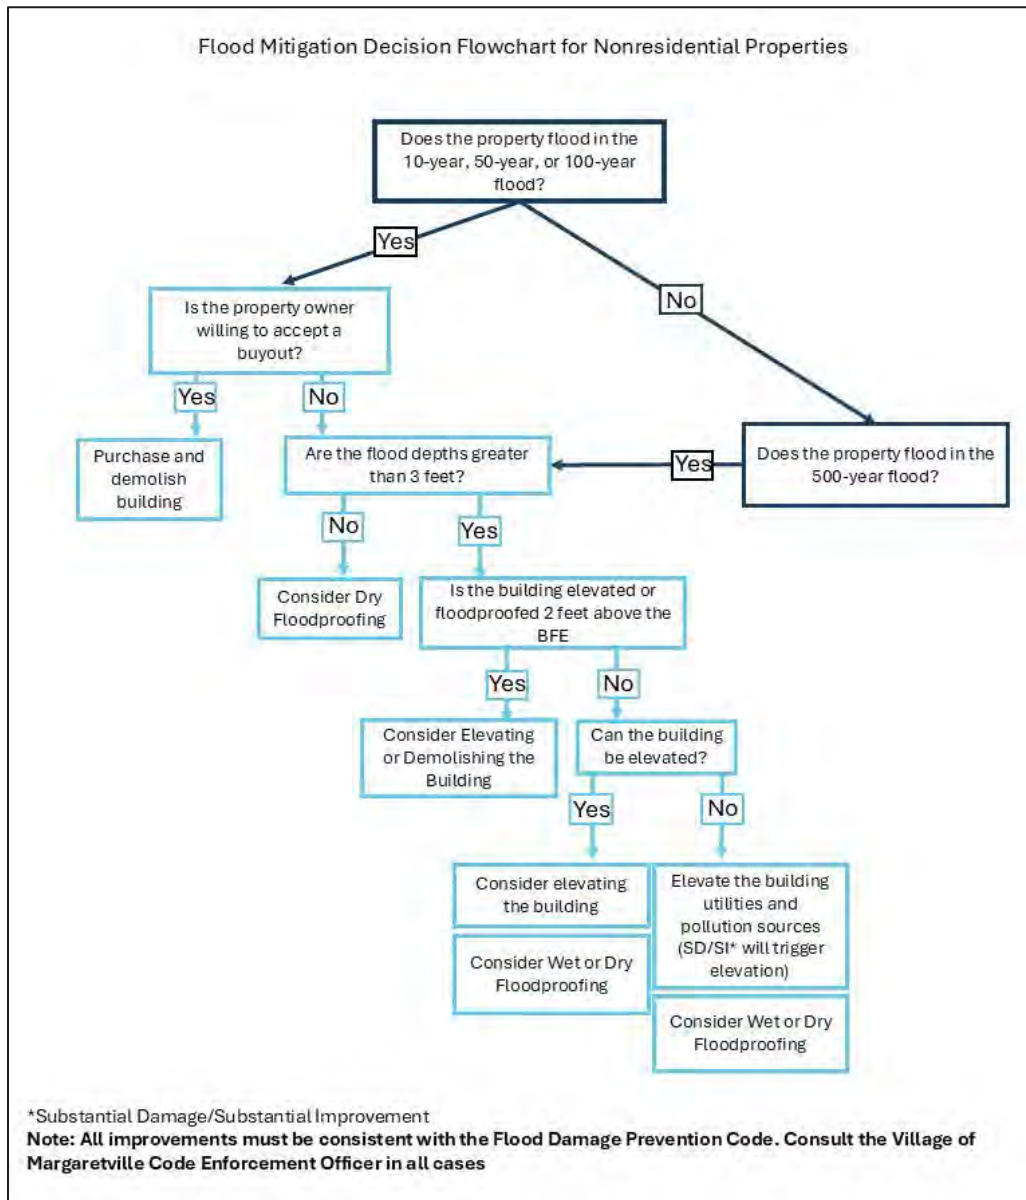 Flood Mitigation Decision Flowchart for Nonresidential Properties
Does the property flood in the
10-year, 50-year, or 100-year
flood?
Yes
No
Is the property owner
willing to accept a
buyout?
Yes
No
Purchase and
demolish
building
Are the flood depths greater
than 3 feet?
Yes
Does the property flood in the
500-year flood?
No
Yes
Consider Dry
Floodproofing
Is the building elevated or
floodproofed 2 feet above the
BFE
Yes
No
Consider Elevating
or Demolishing the
Building
Can the building
be elevated?
Yes
No
Consider elevating
the building
Consider Wet or Dry
Floodproofing
Elevate the building
utilities and
pollution sources
(SD/SI* will trigger
elevation)
Consider Wet or Dry
Floodproofing
*Substantial Damage/Substantial Improvement
Note: All improvements must be consistent with the Flood Damage Prevention Code. Consult the Village of
Margaretville Code Enforcement Officer in all cases